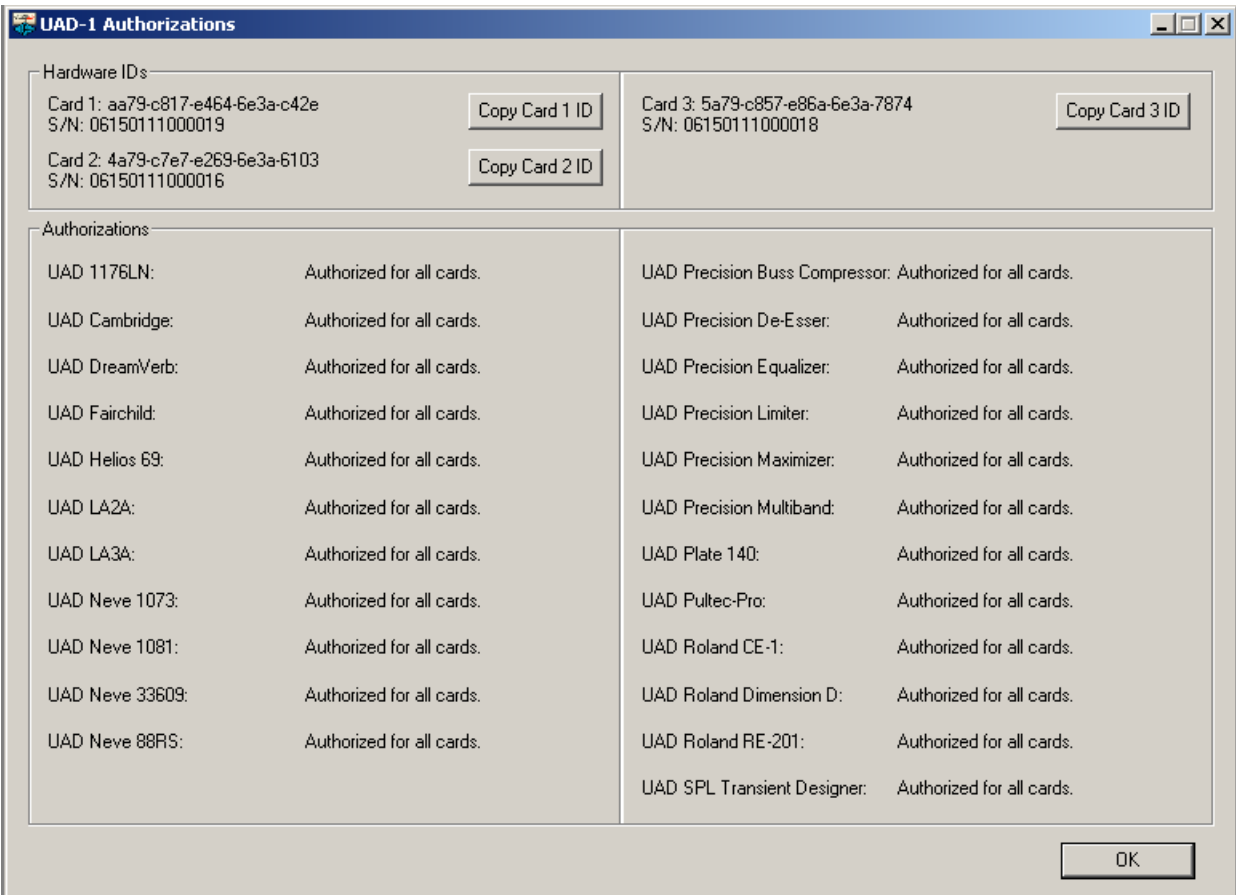 UAD-1 Authorizations
Hardware IDs
Card 1: aa79-c817-e464-6e3a-c42e
S/N: 06150111000019
Copy Card 1 ID
Card 2: 4a79-c7e7-e269-6e3a-6103
S/N: 06150111000016
Copy Card 2 ID
Card 3: 5a79-c857-e86a-6e3a-7874
S/N: 06150111000018
Copy Card 3 ID
Authorizations
UAD 1176LN: Authorized for all cards.
UAD Cambridge: Authorized for all cards.
UAD DreamVerb: Authorized for all cards.
UAD Fairchild: Authorized for all cards.
UAD Helios 69: Authorized for all cards.
UAD LA2A: Authorized for all cards.
UAD LA3A: Authorized for all cards.
UAD Neve 1073: Authorized for all cards.
UAD Neve 1081: Authorized for all cards.
UAD Neve 33609: Authorized for all cards.
UAD Neve 88RS: Authorized for all cards.
UAD Precision Buss Compressor: Authorized for all cards.
UAD Precision De-Esser: Authorized for all cards.
UAD Precision Equalizer: Authorized for all cards.
UAD Precision Limiter: Authorized for all cards.
UAD Precision Maximizer: Authorized for all cards.
UAD Precision Multiband: Authorized for all cards.
UAD Plate 140: Authorized for all cards.
UAD Pultec-Pro: Authorized for all cards.
UAD Roland CE-1: Authorized for all cards.
UAD Roland Dimension D: Authorized for all cards.
UAD Roland RE-201: Authorized for all cards.
UAD SPL Transient Designer: Authorized for all cards.
OK